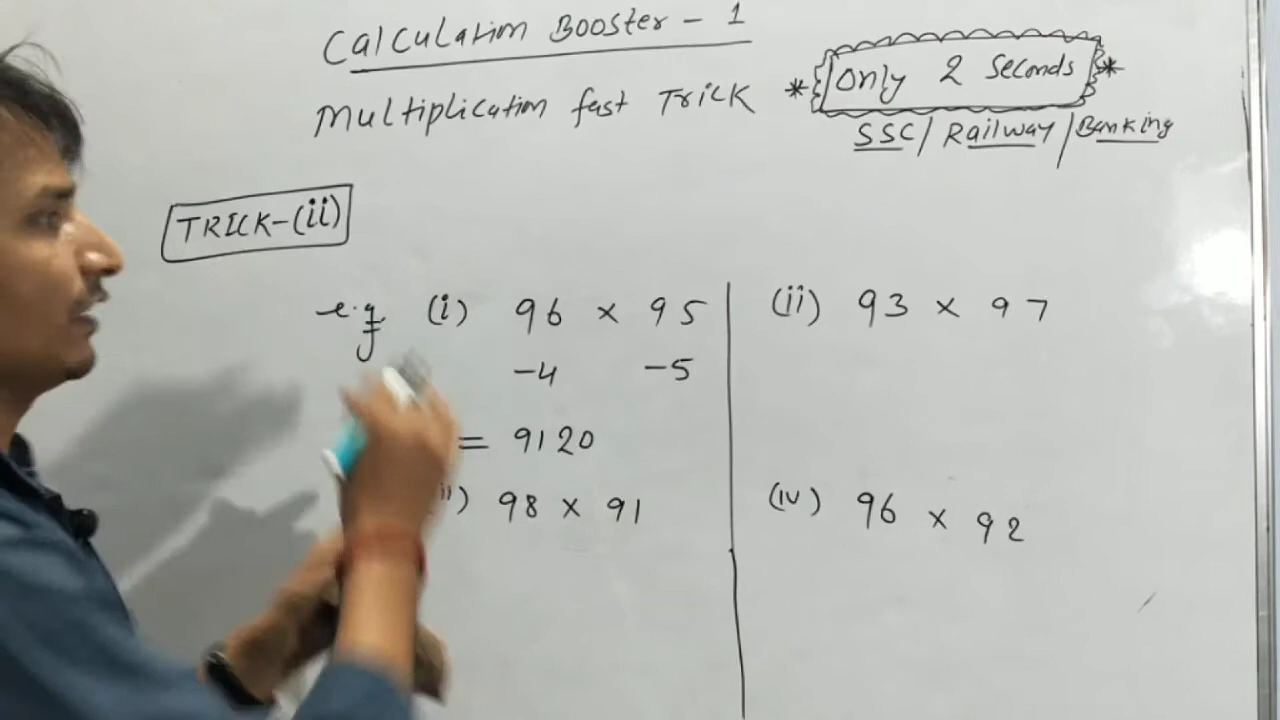 Calculation Booster - 1
Multiplication fast Trick * Only 2 Seconds *
SSC / Railway / Banking
TRICK-(ii)
e.g (i) 96 × 95
-4 -5
= 9120
(ii) 93 × 97
98 × 91
(iv) 96 × 92